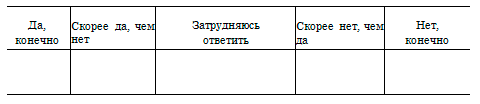 Да, конечно
Скорее да, чем нет
Затрудняюсь ответить
Скорее нет, чем да
Нет, конечно